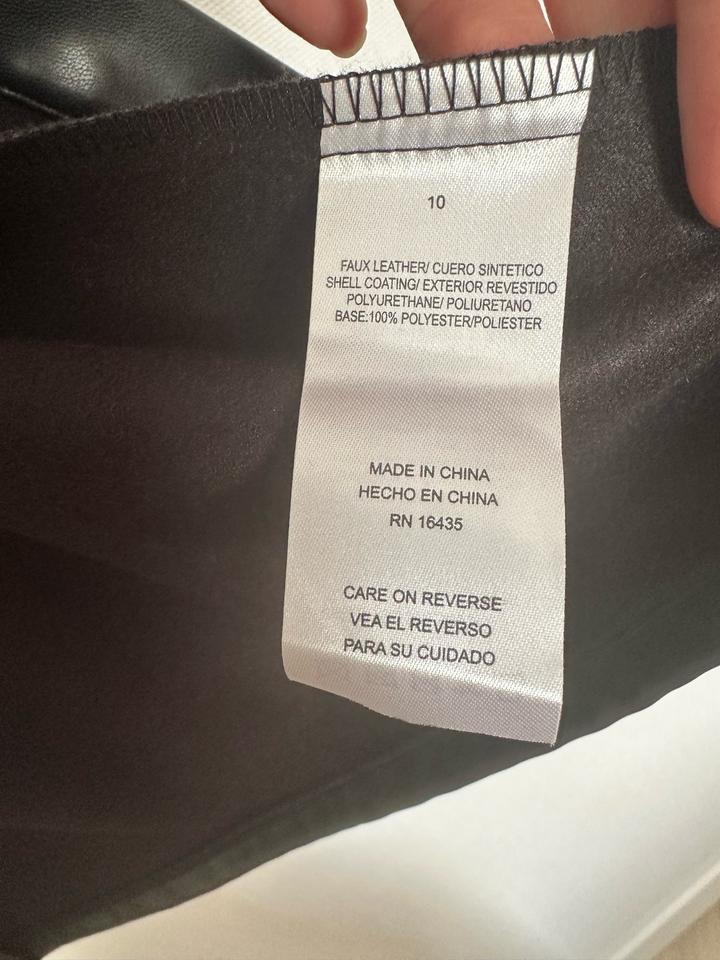 10
FAUX LEATHER/ CUERO SINTETICO
SHELL COATING/ EXTERIOR REVESTIDO
POLYURETHANE/ POLIURETANO
BASE:100% POLYESTER/POLIESTER
MADE IN CHINA
HECHO EN CHINA
RN 16435
CARE ON REVERSE
VEA EL REVERSO
PARA SU CUIDADO